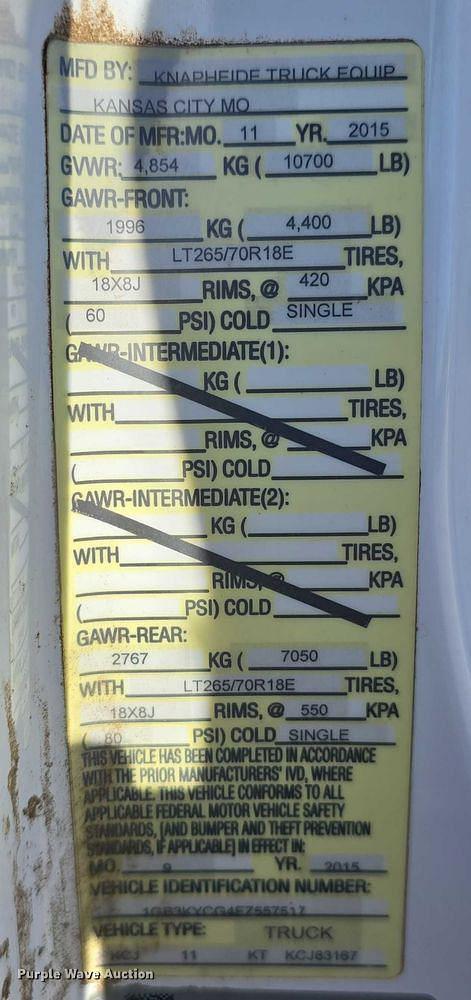 MFD BY: KNAPHEIDE TRUCK EQUIP
KANSAS CITY MO
DATE OF MFR:MO. 11 YR. 2015
GVWR: 4,854 KG ( 10700 LB)
GAWR-FRONT:
1996 KG ( 4,400 LB)
WITH LT265/70R18E TIRES,
18X8J RIMS, @ 420 KPA
( 60 PSI) COLD SINGLE
GAWR-INTERMEDIATE(1):
KG ( LB)
WITH TIRES,
RIMS, @ KPA
( PSI) COLD
GAWR-INTERMEDIATE(2):
KG ( LB)
WITH TIRES,
RIMS, @ KPA
( PSI) COLD
GAWR-REAR:
2767 KG ( 7050 LB)
WITH LT265/70R18E TIRES,
18X8J RIMS, @ 550 KPA
( 80 PSI) COLD SINGLE
THIS VEHICLE HAS BEEN COMPLETED IN ACCORDANCE
WITH THE PRIOR MANUFACTURERS' IVD, WHERE
APPLICABLE. THIS VEHICLE CONFORMS TO ALL
APPLICABLE FEDERAL MOTOR VEHICLE SAFETY
STANDARDS, [AND BUMPER AND THEFT PREVENTION
STANDARDS, IF APPLICABLE] IN EFFECT IN:
MO. 9 YR. 2015
VEHICLE IDENTIFICATION NUMBER:
1GB3KYCG4FZ557517
VEHICLE TYPE: TRUCK
KCJ 11 KT KCJ83167
Purple Wave Auction